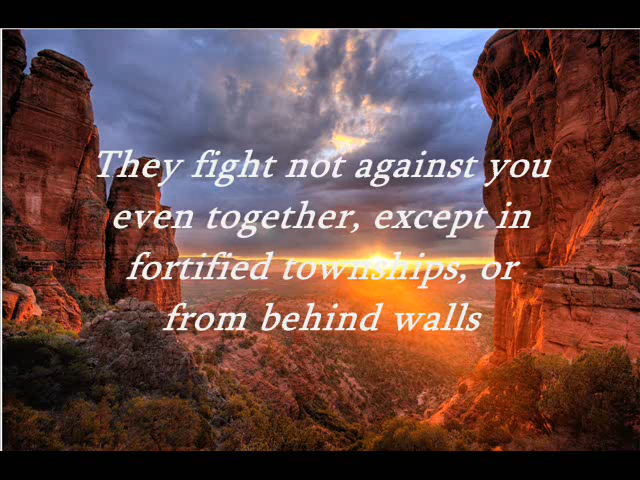 They fight not against you
even together, except in
fortified townships, or
from behind walls